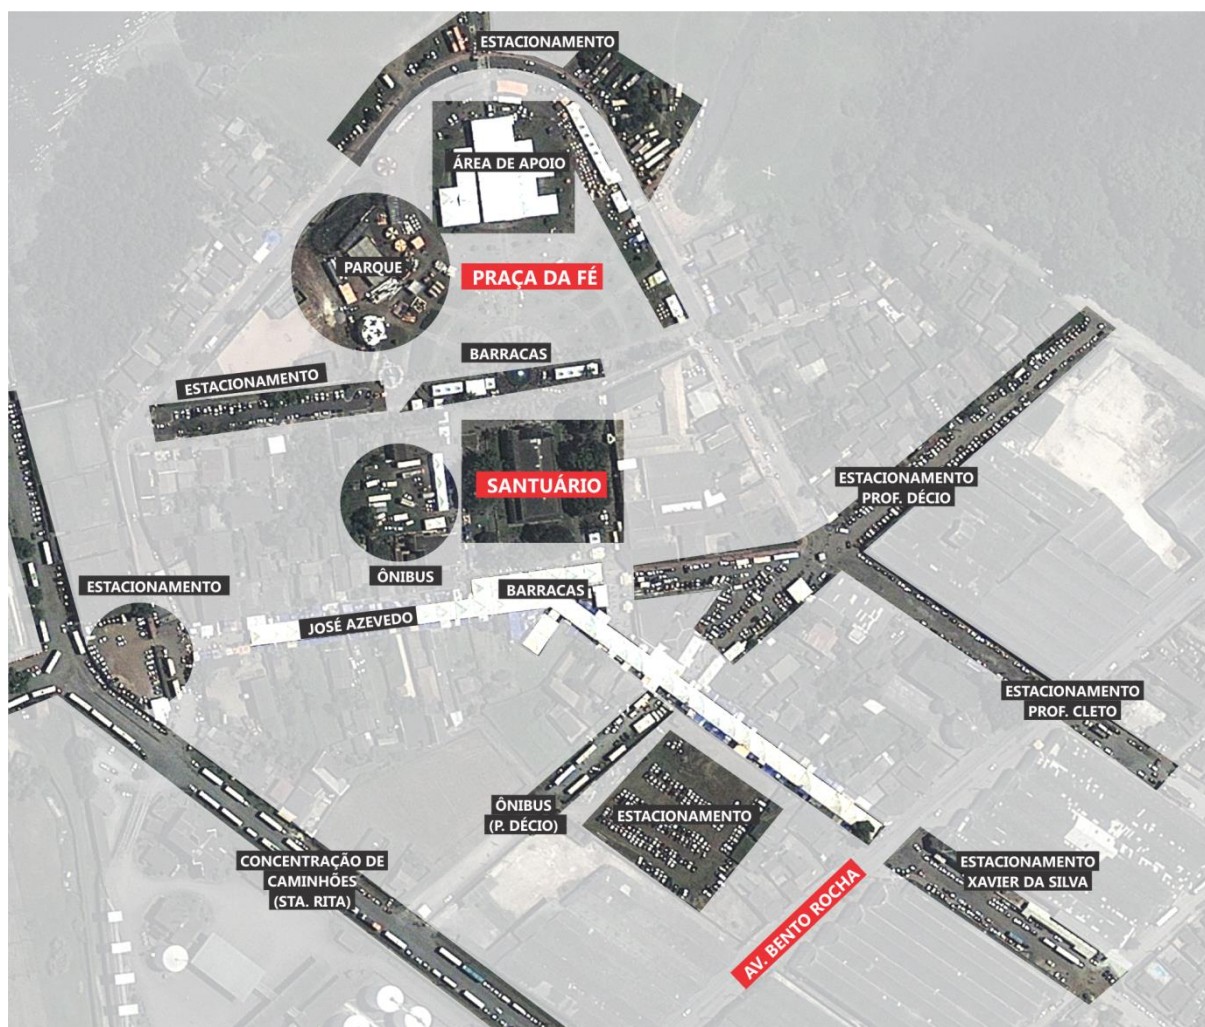 ESTACIONAMENTO
ÁREA DE APOIO
PARQUE
PRAÇA DA FÉ
BARRACAS
ESTACIONAMENTO
SANTUÁRIO
ESTACIONAMENTO
PROF. DÉCIO
ÔNIBUS
ESTACIONAMENTO
BARRACAS
JOSÉ AZEVEDO
ESTACIONAMENTO
PROF. CLETO
ÔNIBUS
(P. DÉCIO)
ESTACIONAMENTO
CONCENTRAÇÃO DE
CAMINHÕES
(STA. RITA)
ESTACIONAMENTO
XAVIER DA SILVA
AV. BENTO ROCHA